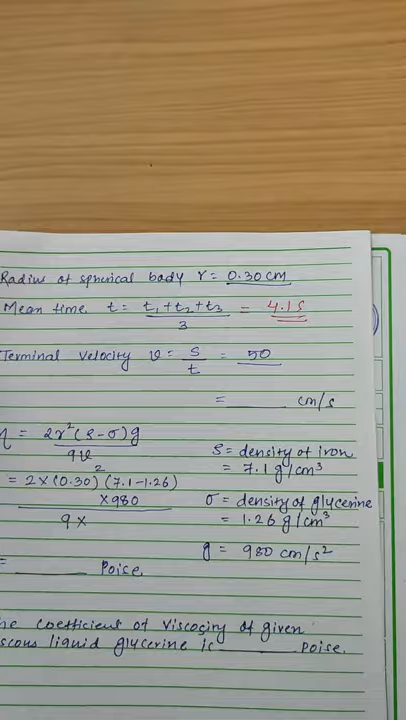 Radius of spherical body r = 0.30 cm
Mean time t = t₁ + t₂ + t₃ / 3 = 4.1 s
Terminal Velocity v = s / t = 50
= ______ cm/s
η = 2r²(ρ-σ)g / 9v
ρ = density of iron
= 7.1 g/cm³
= 2×(0.30)² (7.1-1.26) ×980 / 9×
σ = density of glycerine
= 1.26 g/cm³
g = 980 cm/s²
= ______ Poise
The coefficient of viscosity of given
viscous liquid glycerine is ______ poise.